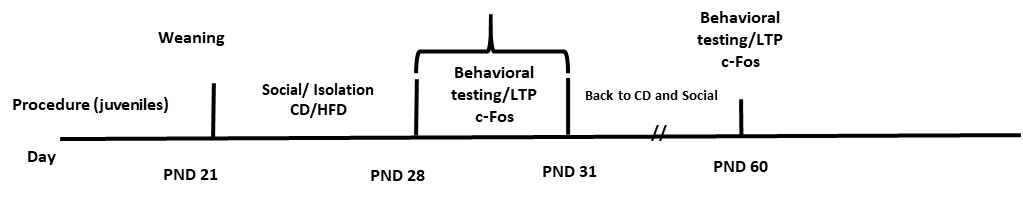 Weaning
Behavioral
testing/LTP
c-Fos
Procedure (juveniles)
Social/ Isolation
CD/HFD
Behavioral
testing/LTP
c-Fos
Back to CD and Social
//
Day
PND 21
PND 28
PND 31
PND 60